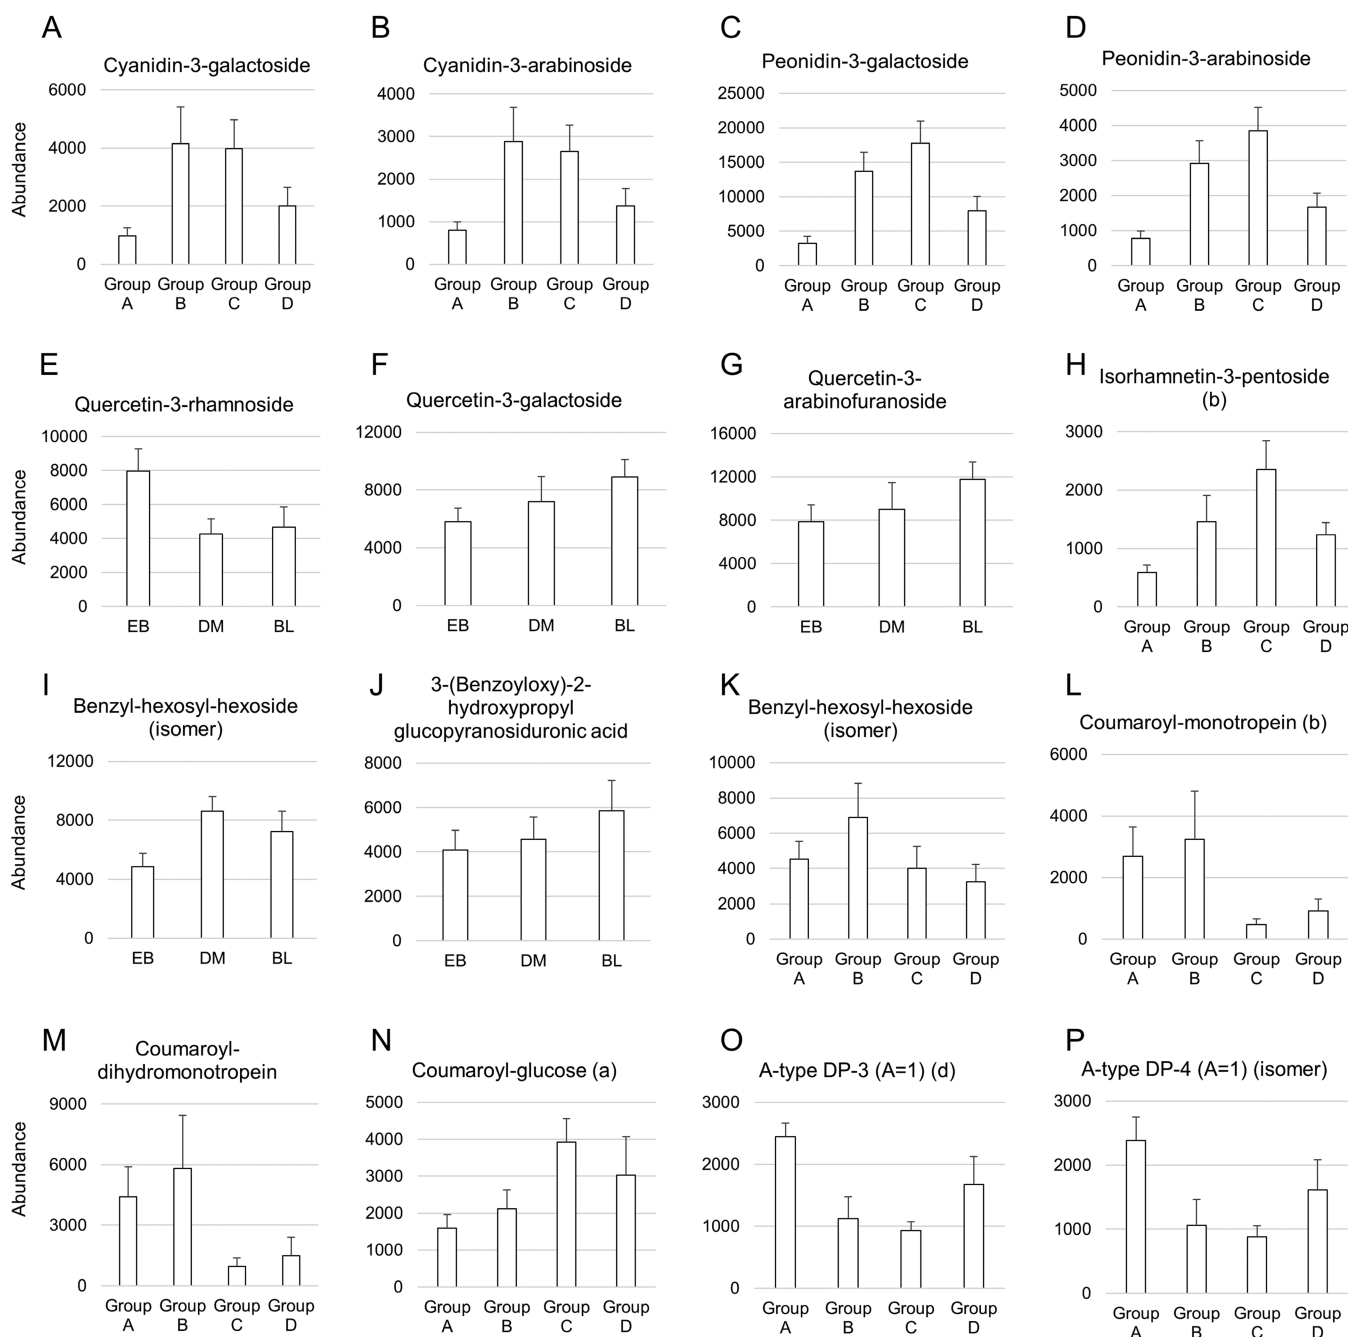 A
Cyanidin-3-galactoside
Abundance
6000
4000
2000
0
Group A
Group B
Group C
Group D
B
Cyanidin-3-arabinoside
4000
3000
2000
1000
0
Group A
Group B
Group C
Group D
C
Peonidin-3-galactoside
25000
20000
15000
10000
5000
0
Group A
Group B
Group C
Group D
D
Peonidin-3-arabinoside
5000
4000
3000
2000
1000
0
Group A
Group B
Group C
Group D
E
Quercetin-3-rhamnoside
Abundance
10000
8000
6000
4000
2000
0
EB DM BL
F
Quercetin-3-galactoside
12000
8000
4000
0
EB DM BL
G
Quercetin-3-
arabinofuranoside
16000
12000
8000
4000
0
EB DM BL
H
Isorhamnetin-3-pentoside
(b)
3000
2000
1000
0
Group A
Group B
Group C
Group D
I
Benzyl-hexosyl-hexoside
(isomer)
Abundance
12000
8000
4000
0
EB DM BL
J
3-(Benzoyloxy)-2-
hydroxypropyl
glucopyranosiduronic acid
8000
6000
4000
2000
0
EB DM BL
K
Benzyl-hexosyl-hexoside
(isomer)
10000
8000
6000
4000
2000
0
Group A
Group B
Group C
Group D
L
Coumaroyl-monotropein (b)
6000
4000
2000
0
Group A
Group B
Group C
Group D
M
Coumaroyl-
dihydromonotropein
Abundance
9000
6000
3000
0
Group A
Group B
Group C
Group D
N
Coumaroyl-glucose (a)
5000
4000
3000
2000
1000
0
Group A
Group B
Group C
Group D
O
A-type DP-3 (A=1) (d)
3000
2000
1000
0
Group A
Group B
Group C
Group D
P
A-type DP-4 (A=1) (isomer)
3000
2000
1000
0
Group A
Group B
Group C
Group D